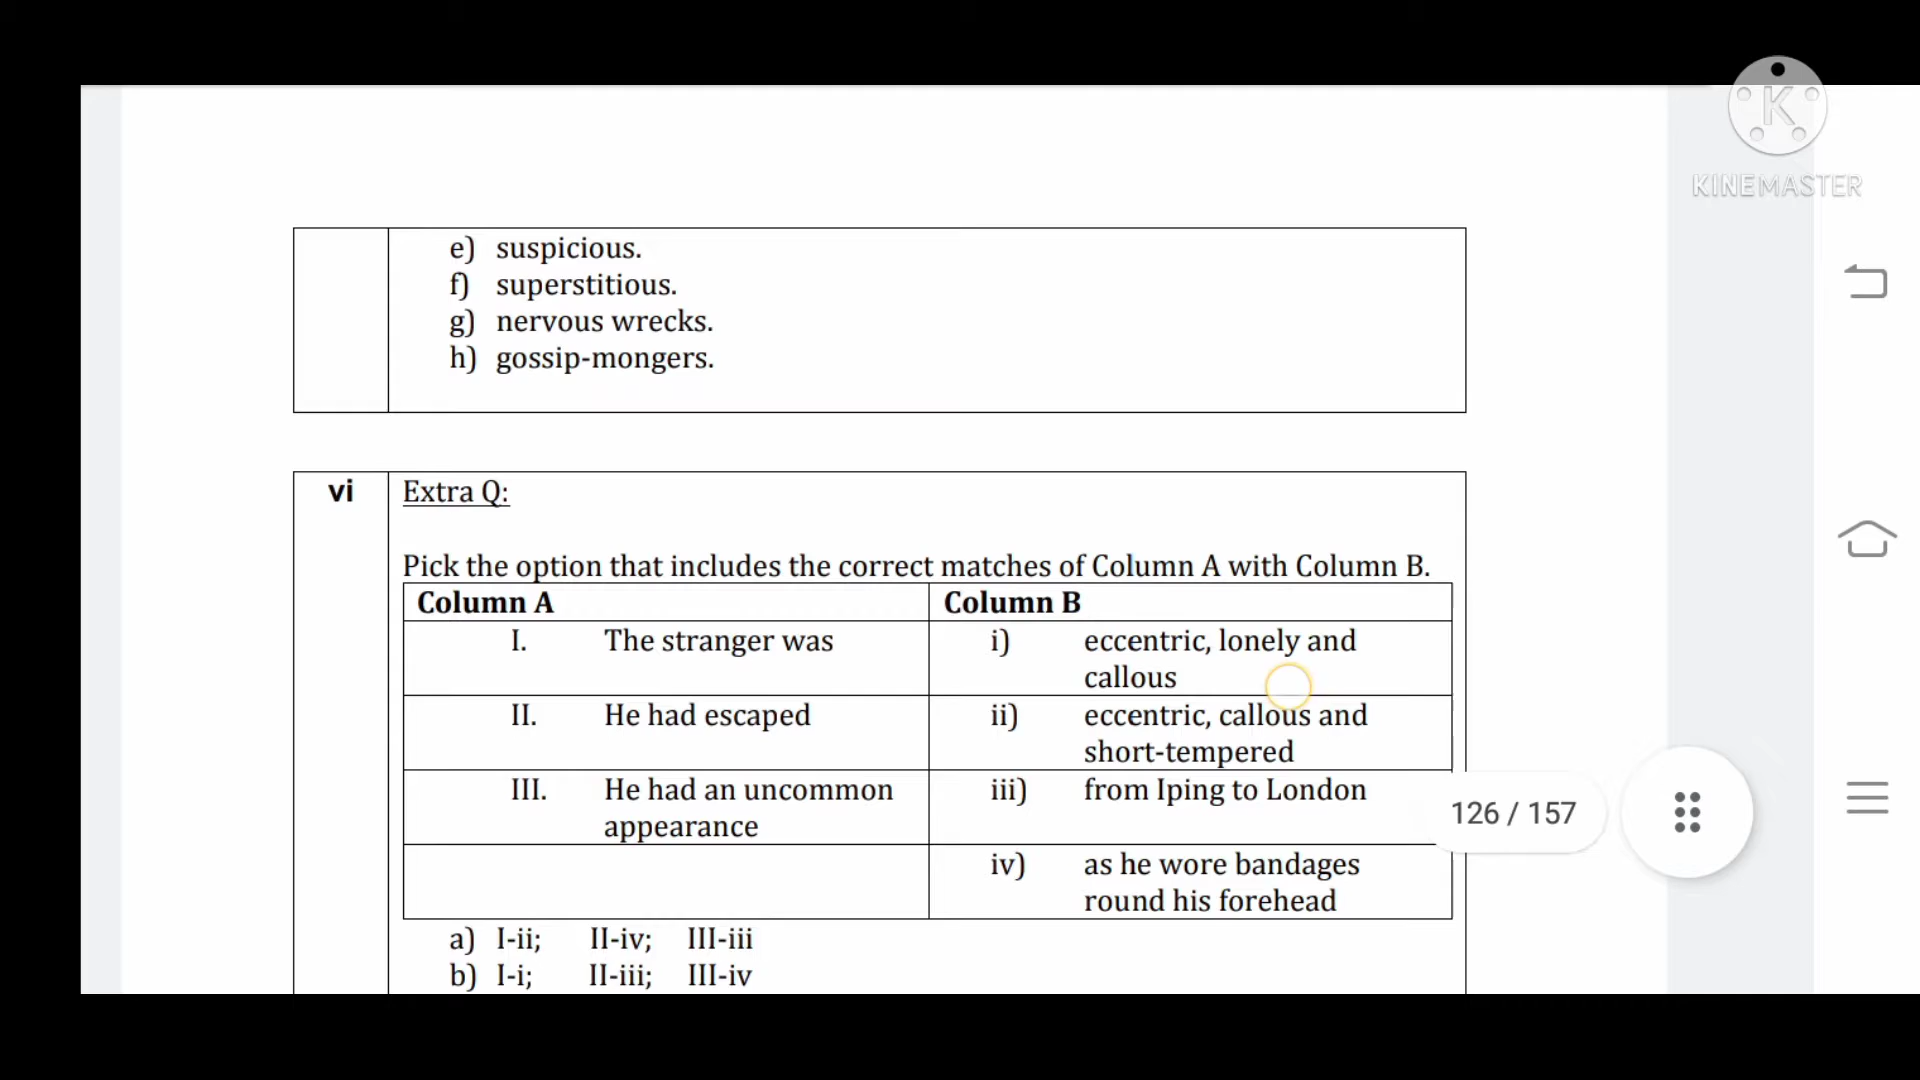 KINEMASTER
e) suspicious.
f) superstitious.
g) nervous wrecks.
h) gossip-mongers.
vi Extra Q:
Pick the option that includes the correct matches of Column A with Column B.
Column A Column B
I. The stranger was i) eccentric, lonely and
callous
II. He had escaped ii) eccentric, callous and
short-tempered
III. He had an uncommon iii) from Iping to London
appearance
126 / 157
iv) as he wore bandages
round his forehead
a) I-ii; II-iv; III-iii
b) I-i; II-iii; III-iv